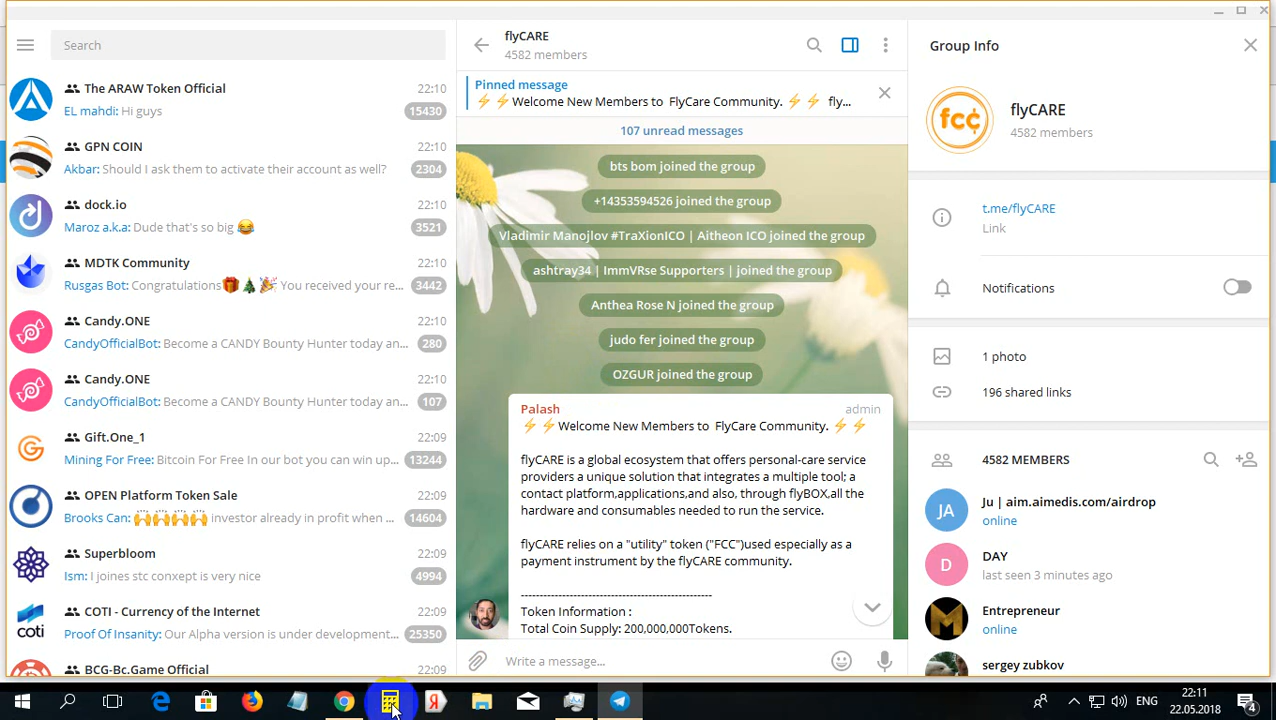 Search
The ARAW Token Official 22:10
EL mahdi: Hi guys 15430
GPN COIN 22:10
Akbar: Should I ask them to activate their account as well? 2304
dock.io 22:10
Maroz a.k.a: Dude that's so big 😂 3521
MDTK Community 22:10
Rusgas Bot: Congratulations🎁🎄🎉 You received your re... 3442
Candy.ONE 22:10
CandyOfficialBot: Become a CANDY Bounty Hunter today an... 280
Candy.ONE 22:10
CandyOfficialBot: Become a CANDY Bounty Hunter today an... 107
Gift.One_1 22:09
Mining For Free: Bitcoin For Free In our bot you can win up... 13244
OPEN Platform Token Sale 22:09
Brooks Can: 🙌🙌🙌🙌 investor already in profit when ... 14604
Superbloom 22:09
Ism: I joines stc conxept is very nice 4994
COTI - Currency of the Internet 22:09
coti
Proof Of Insanity: Our Alpha version is under development... 25350
BCG-Bc.Game Official 22:09
flyCARE
4582 members
Pinned message
⚡⚡Welcome New Members to FlyCare Community. ⚡⚡ fly...
107 unread messages
bts bom joined the group
+14353594526 joined the group
Vladimir Manojlov #TraXionICO | Aitheon ICO joined the group
ashtray34 | ImmVRse Supporters | joined the group
Anthea Rose N joined the group
judo fer joined the group
OZGUR joined the group
Palash admin
⚡⚡Welcome New Members to FlyCare Community. ⚡⚡
flyCARE is a global ecosystem that offers personal-care service
providers a unique solution that integrates a multiple tool; a
contact platform,applications,and also, through flyBOX,all the
hardware and consumables needed to run the service.
flyCARE relies on a "utility" token ("FCC")used especially as a
payment instrument by the flyCARE community.
------------------------------------------------
Token Information :
Total Coin Supply: 200,000,000Tokens.
Write a message...
Group Info
fcc
flyCARE
4582 members
t.me/flyCARE
Link
Notifications
1 photo
196 shared links
4582 MEMBERS
JA
Ju | aim.aimedis.com/airdrop
online
D
DAY
last seen 3 minutes ago
Entrepreneur
online
sergey zubkov
Я
ENG
22:11
22.05.2018
4